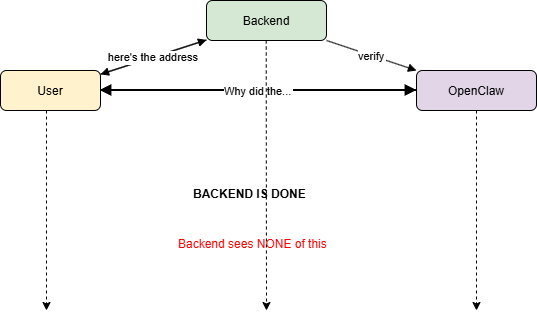 Backend
here's the address
verify
User
Why did the...
OpenClaw
BACKEND IS DONE
Backend sees NONE of this